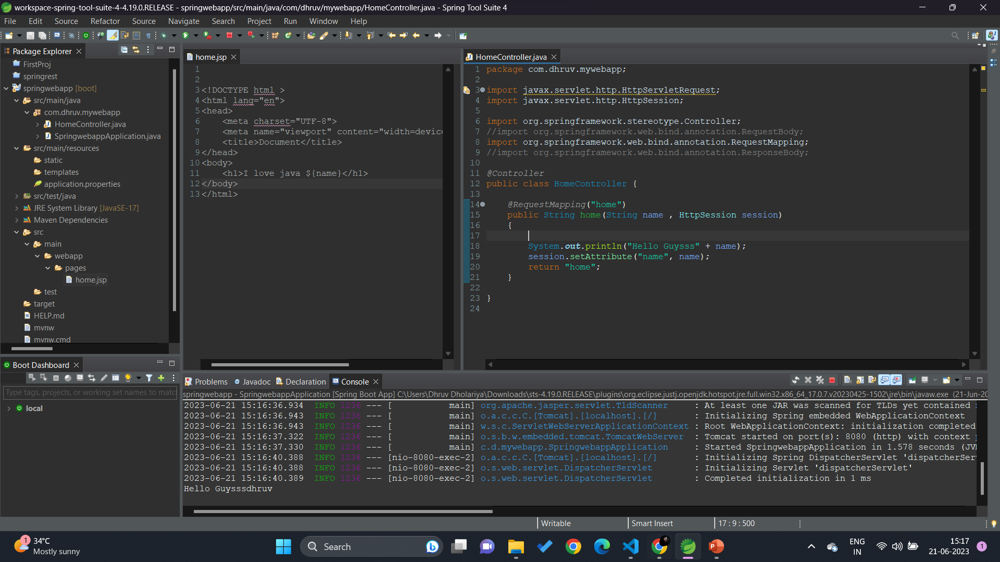 workspace-spring-tool-suite-4-4.19.0.RELEASE - springwebapp/src/main/java/com/dhruv/mywebapp/HomeController.java - Spring Tool Suite 4
File Edit Source Refactor Source Navigate Search Project Run Window Help
Package Explorer
FirstProj
springrest
springwebapp [boot]
src/main/java
com.dhruv.mywebapp
HomeController.java
SpringwebappApplication.java
src/main/resources
static
templates
application.properties
src/test/java
JRE System Library [JavaSE-17]
Maven Dependencies
src
main
webapp
pages
home.jsp
test
target
HELP.md
mvnw
mvnw.cmd
home.jsp
1
2
3 <!DOCTYPE html >
4 <html lang="en">
5 <head>
6 <meta charset="UTF-8">
7 <meta name="viewport" content="width=device
8 <title>Document</title>
9 </head>
10 <body>
11 <h1>I love java ${name}</h1>
12 </body>
13 </html>
HomeController.java
1 package com.dhruv.mywebapp;
2
3 import javax.servlet.http.HttpServletRequest;
4 import javax.servlet.http.HttpSession;
5
6 import org.springframework.stereotype.Controller;
7 //import org.springframework.web.bind.annotation.RequestBody;
8 import org.springframework.web.bind.annotation.RequestMapping;
9 //import org.springframework.web.bind.annotation.ResponseBody;
10
11 @Controller
12 public class HomeController {
13
14 @RequestMapping("home")
15 public String home(String name , HttpSession session)
16 {
17
18 System.out.println("Hello Guysss" + name);
19 session.setAttribute("name", name);
20 return "home";
21 }
22
23 }
24
Boot Dashboard
Type tags, projects, or working set names to match
local
Problems Javadoc Declaration Console
springwebapp - SpringwebappApplication [Spring Boot App] C:\Users\Dhruv Dholariya\Downloads\sts-4.19.0.RELEASE\plugins\org.eclipse.justj.openjdk.hotspot.jre.full.win32.x86_64_17.0.7.v20230425-1502\jre\bin\javaw.exe (21-Jun-20
2023-06-21 15:16:36.934 INFO 1236 --- [ main] org.apache.jasper.servlet.TldScanner : At least one JAR was scanned for TLDs yet contained
2023-06-21 15:16:36.943 INFO 1236 --- [ main] o.a.c.c.C.[Tomcat].[localhost].[/] : Initializing Spring embedded WebApplicationContext
2023-06-21 15:16:36.943 INFO 1236 --- [ main] w.s.c.ServletWebServerApplicationContext : Root WebApplicationContext: initialization completed
2023-06-21 15:16:37.322 INFO 1236 --- [ main] o.s.b.w.embedded.tomcat.TomcatWebServer : Tomcat started on port(s): 8080 (http) with context
2023-06-21 15:16:37.330 INFO 1236 --- [ main] c.d.mywebapp.SpringwebappApplication : Started SpringwebappApplication in 1.578 seconds (JVM
2023-06-21 15:16:40.388 INFO 1236 --- [nio-8080-exec-2] o.a.c.c.C.[Tomcat].[localhost].[/] : Initializing Spring DispatcherServlet 'dispatcherSer
2023-06-21 15:16:40.388 INFO 1236 --- [nio-8080-exec-2] o.s.web.servlet.DispatcherServlet : Initializing Servlet 'dispatcherServlet'
2023-06-21 15:16:40.389 INFO 1236 --- [nio-8080-exec-2] o.s.web.servlet.DispatcherServlet : Completed initialization in 1 ms
Hello Guysssdhruv
Writable Smart Insert 17 : 9 : 500
1
34°C
Mostly sunny
Search
ENG
IN
15:17
21-06-2023
1